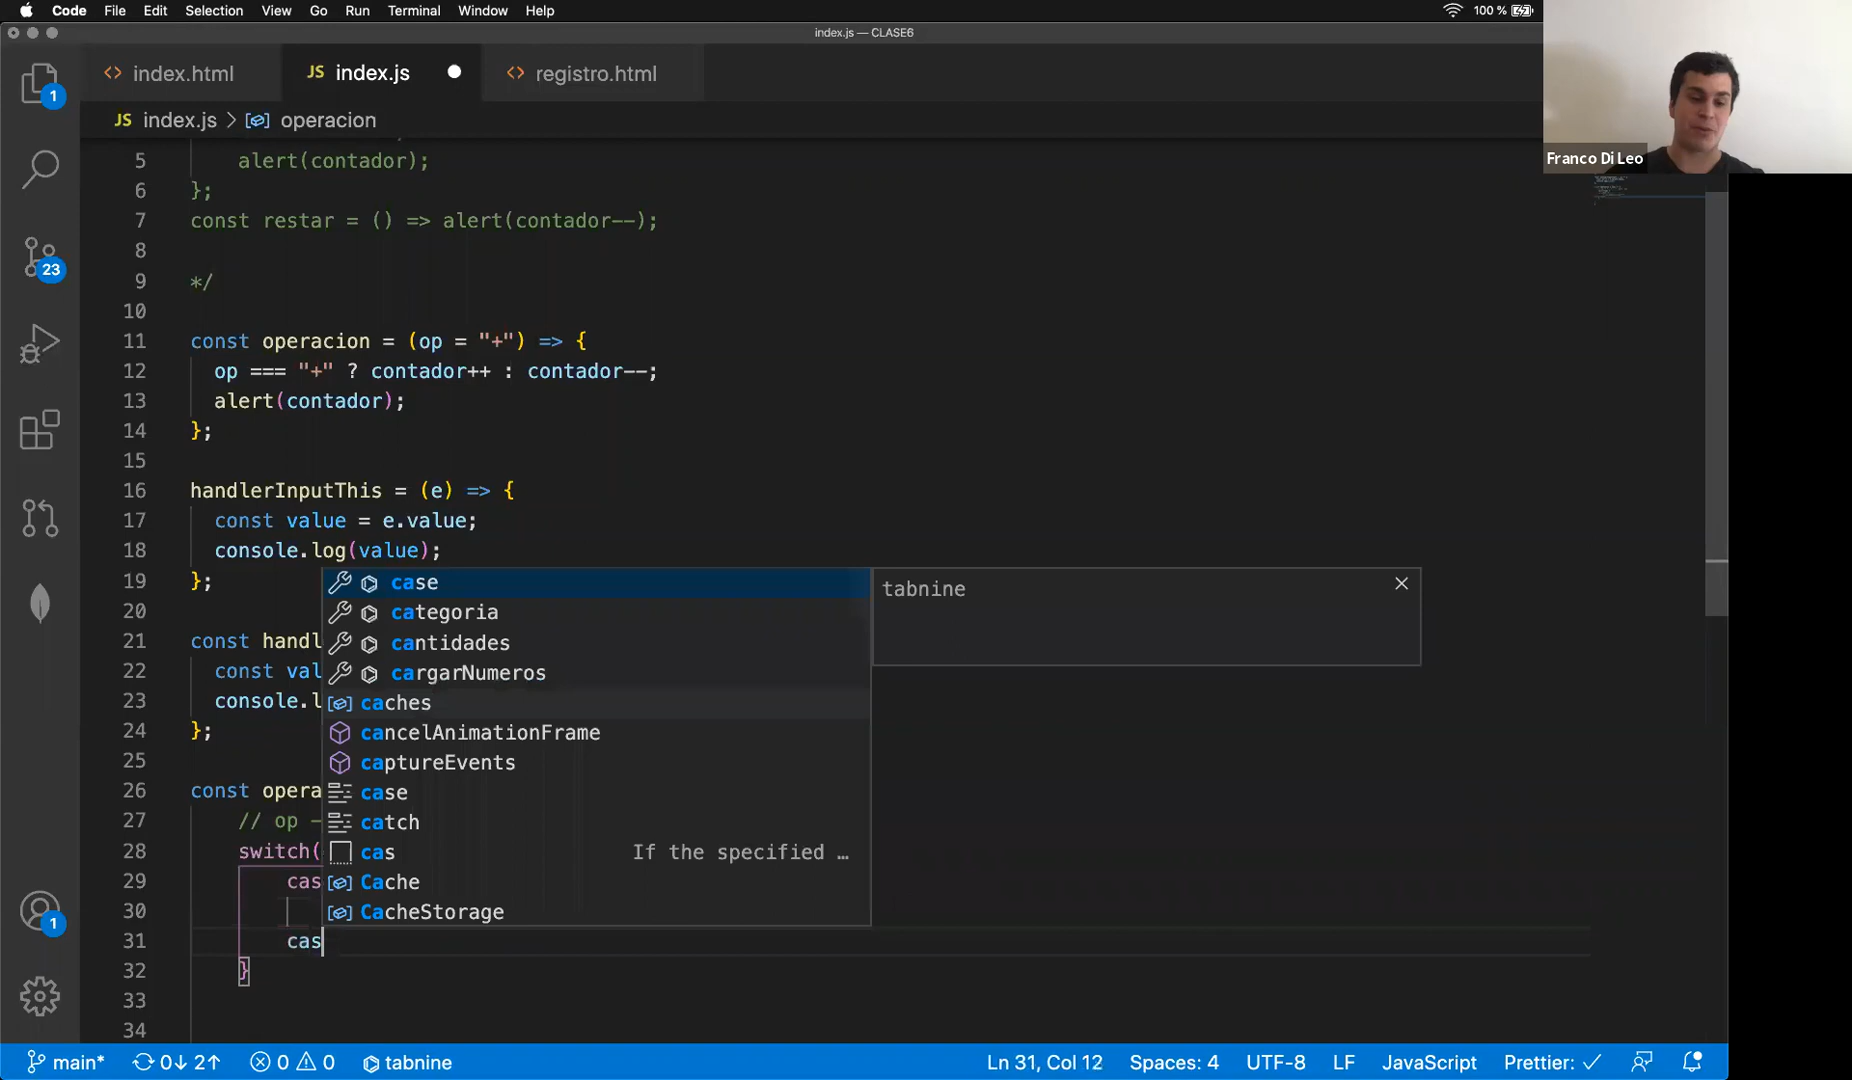 Code File Edit Selection View Go Run Terminal Window Help 100 %
index.js — CLASE6
index.html JS index.js registro.html
JS index.js > operacion
Franco Di Leo
1
23
1
5 alert(contador);
6 };
7 const restar = () => alert(contador--);
8
9 */
10
11 const operacion = (op = "+") => {
12 op === "+" ? contador++ : contador--;
13 alert(contador);
14 };
15
16 handlerInputThis = (e) => {
17 const value = e.value;
18 console.log(value);
19 };
20
21 const handl
22 const val
23 console.l
24 };
25
26 const opera
27 // op -
28 switch(
29 cas
30
31 cas
32 }
33
34
case
categoria
cantidades
cargarNumeros
caches
cancelAnimationFrame
captureEvents
case
catch
cas If the specified …
Cache
CacheStorage
tabnine
main* 0↓ 2↑ 0 0 tabnine Ln 31, Col 12 Spaces: 4 UTF-8 LF JavaScript Prettier: ✓